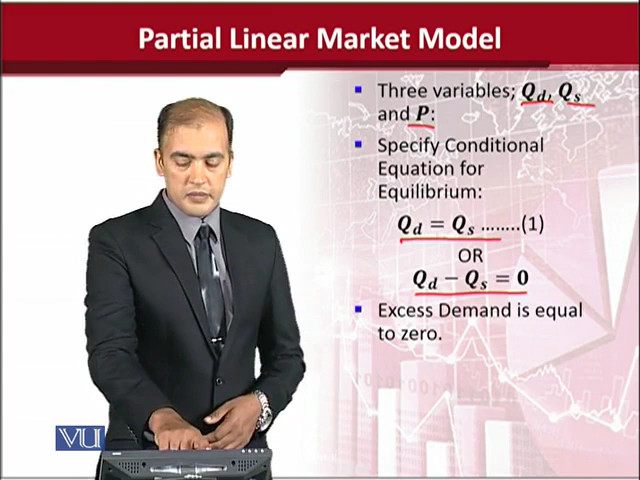 Partial Linear Market Model
Three variables; Qd, Qs
and P:
Specify Conditional
Equation for
Equilibrium:
Qd = Qs ........(1)
OR
Qd − Qs = 0
Excess Demand is equal
to zero.
VU